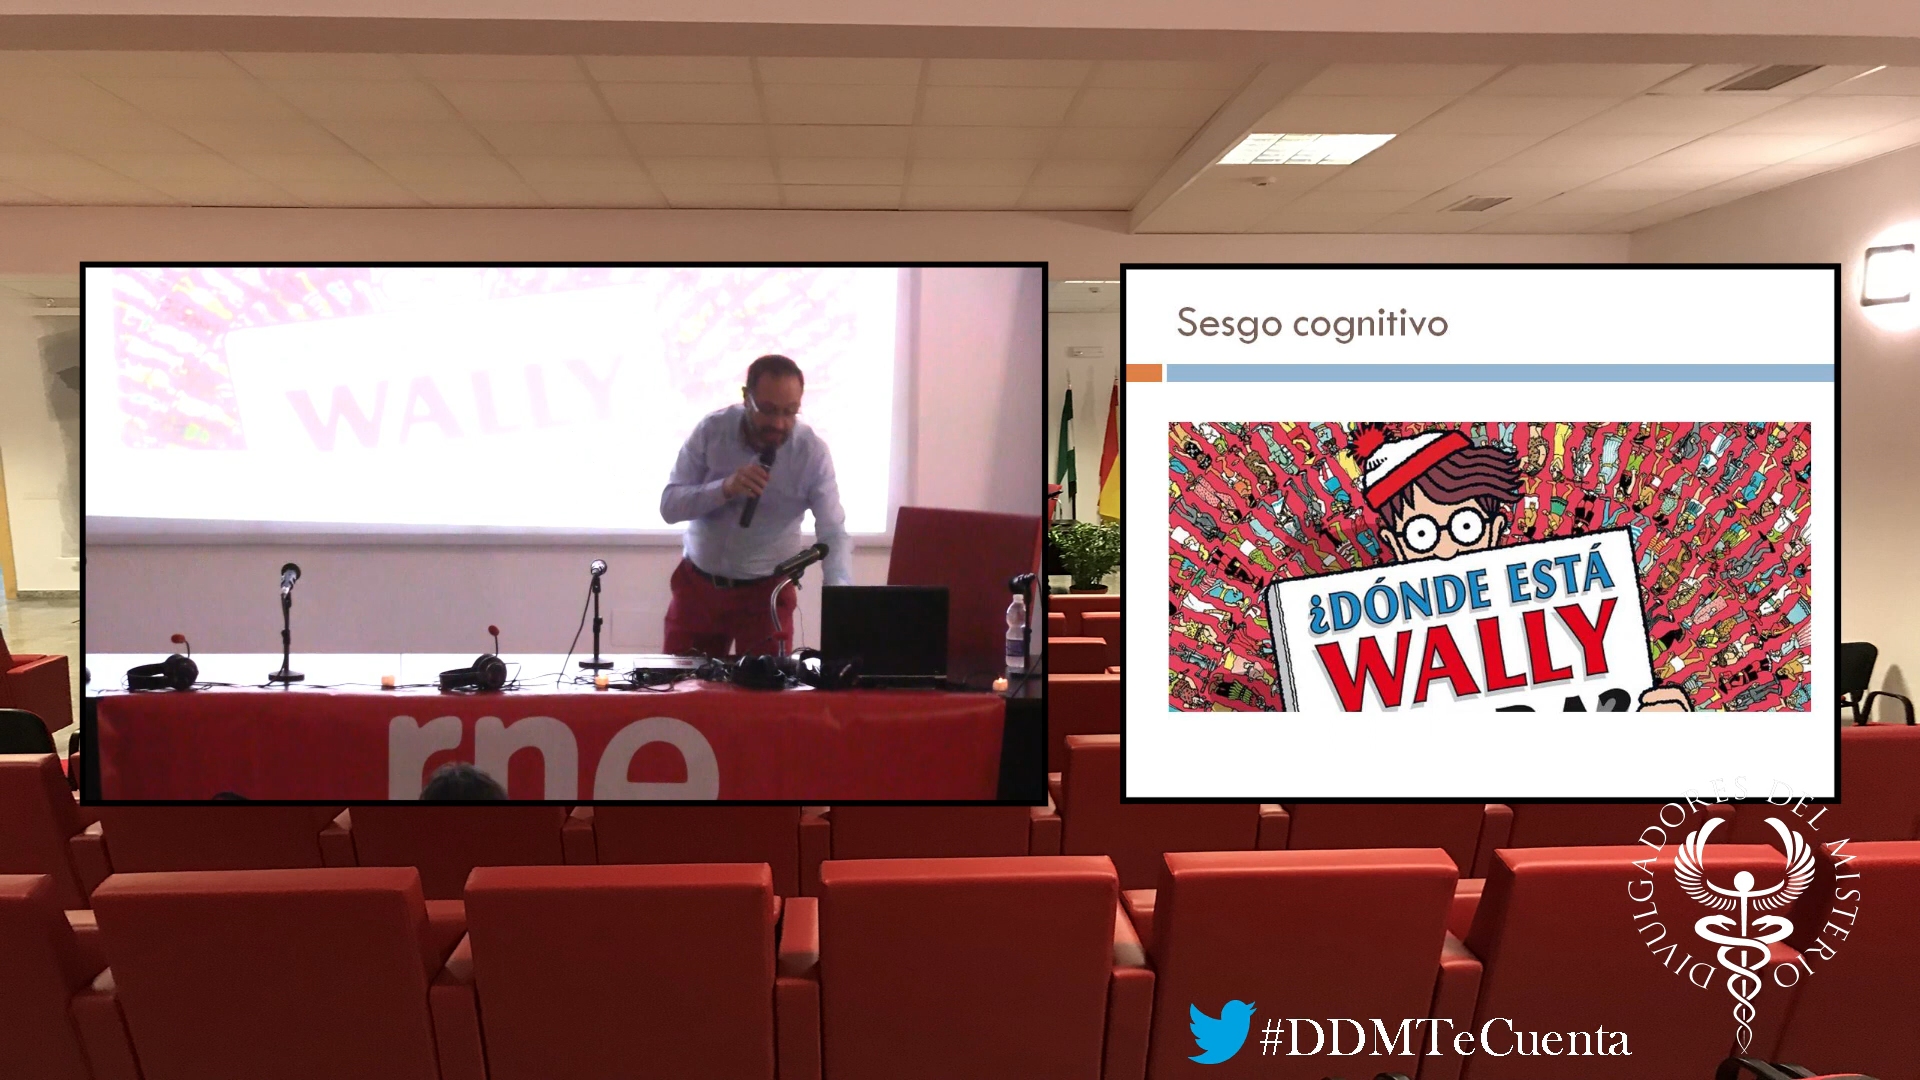 WALLY
rne
Sesgo cognitivo
¿DÓNDE ESTÁ
WALLY
DIVULGADORES DEL MISTERIO
#DDMTeCuenta